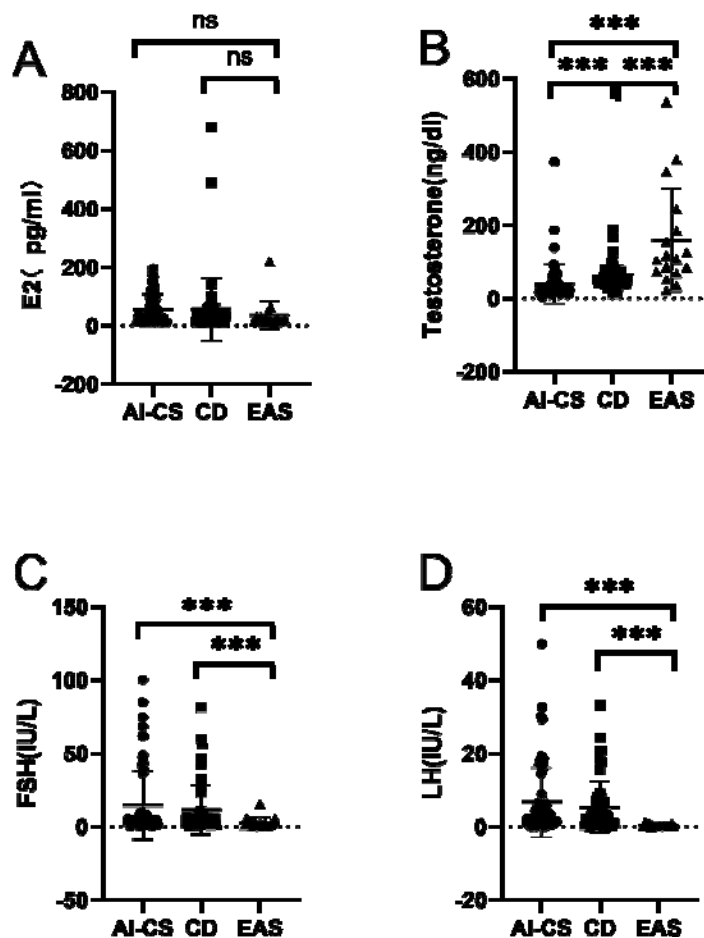 A
ns
ns
E2( pg/ml)
800
600
400
200
0
-200
AI-CS CD EAS
B
***
*** ***
Testosterone(ng/dl)
600
400
200
0
-200
AI-CS CD EAS
C
***
***
FSH(IU/L)
150
100
50
0
-50
AI-CS CD EAS
D
***
***
LH(IU/L)
60
40
20
0
-20
AI-CS CD EAS